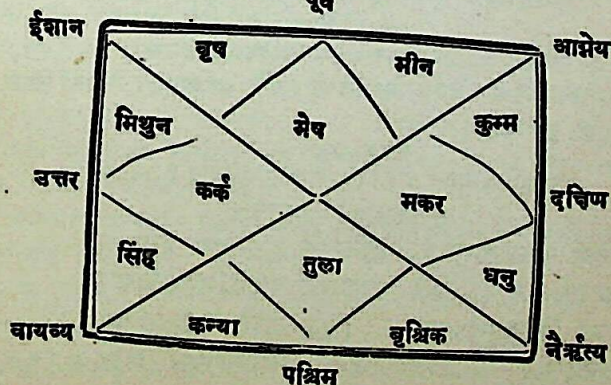 पूर्व
ईशान
वृष
मीन
आग्नेय
मिथुन
मेष
कुम्भ
उत्तर
कर्क
मकर
दक्षिण
सिंह
तुला
धनु
वायव्य
कन्या
वृश्चिक
नैर्ऋत्य
पश्चिम